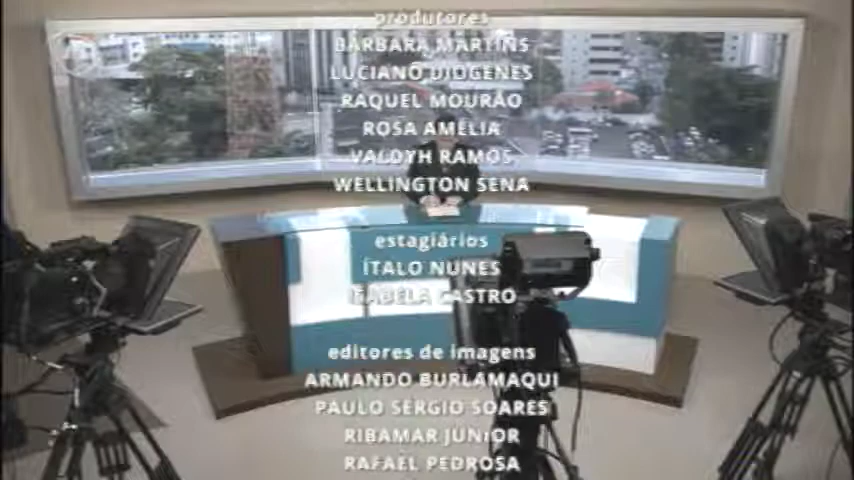 produtores
BÁRBARA MARTINS
LUCIANO DIÓGENES
RAQUEL MOURÃO
ROSA AMÉLIA
VALDYH RAMOS
WELLINGTON SENA
estagiários
ÍTALO NUNES
IZABELA CASTRO
editores de imagens
ARMANDO BURLAMAQUI
PAULO SÉRGIO SOARES
RIBAMAR JÚNIOR
RAFAEL PEDROSA